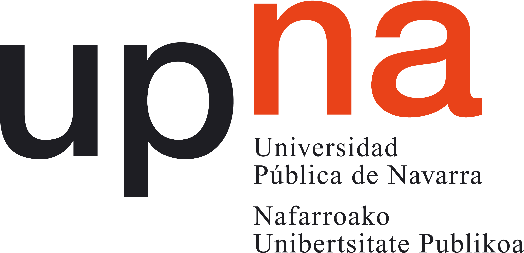 upna
Universidad
Pública de Navarra
Nafarroako
Unibertsitate Publikoa